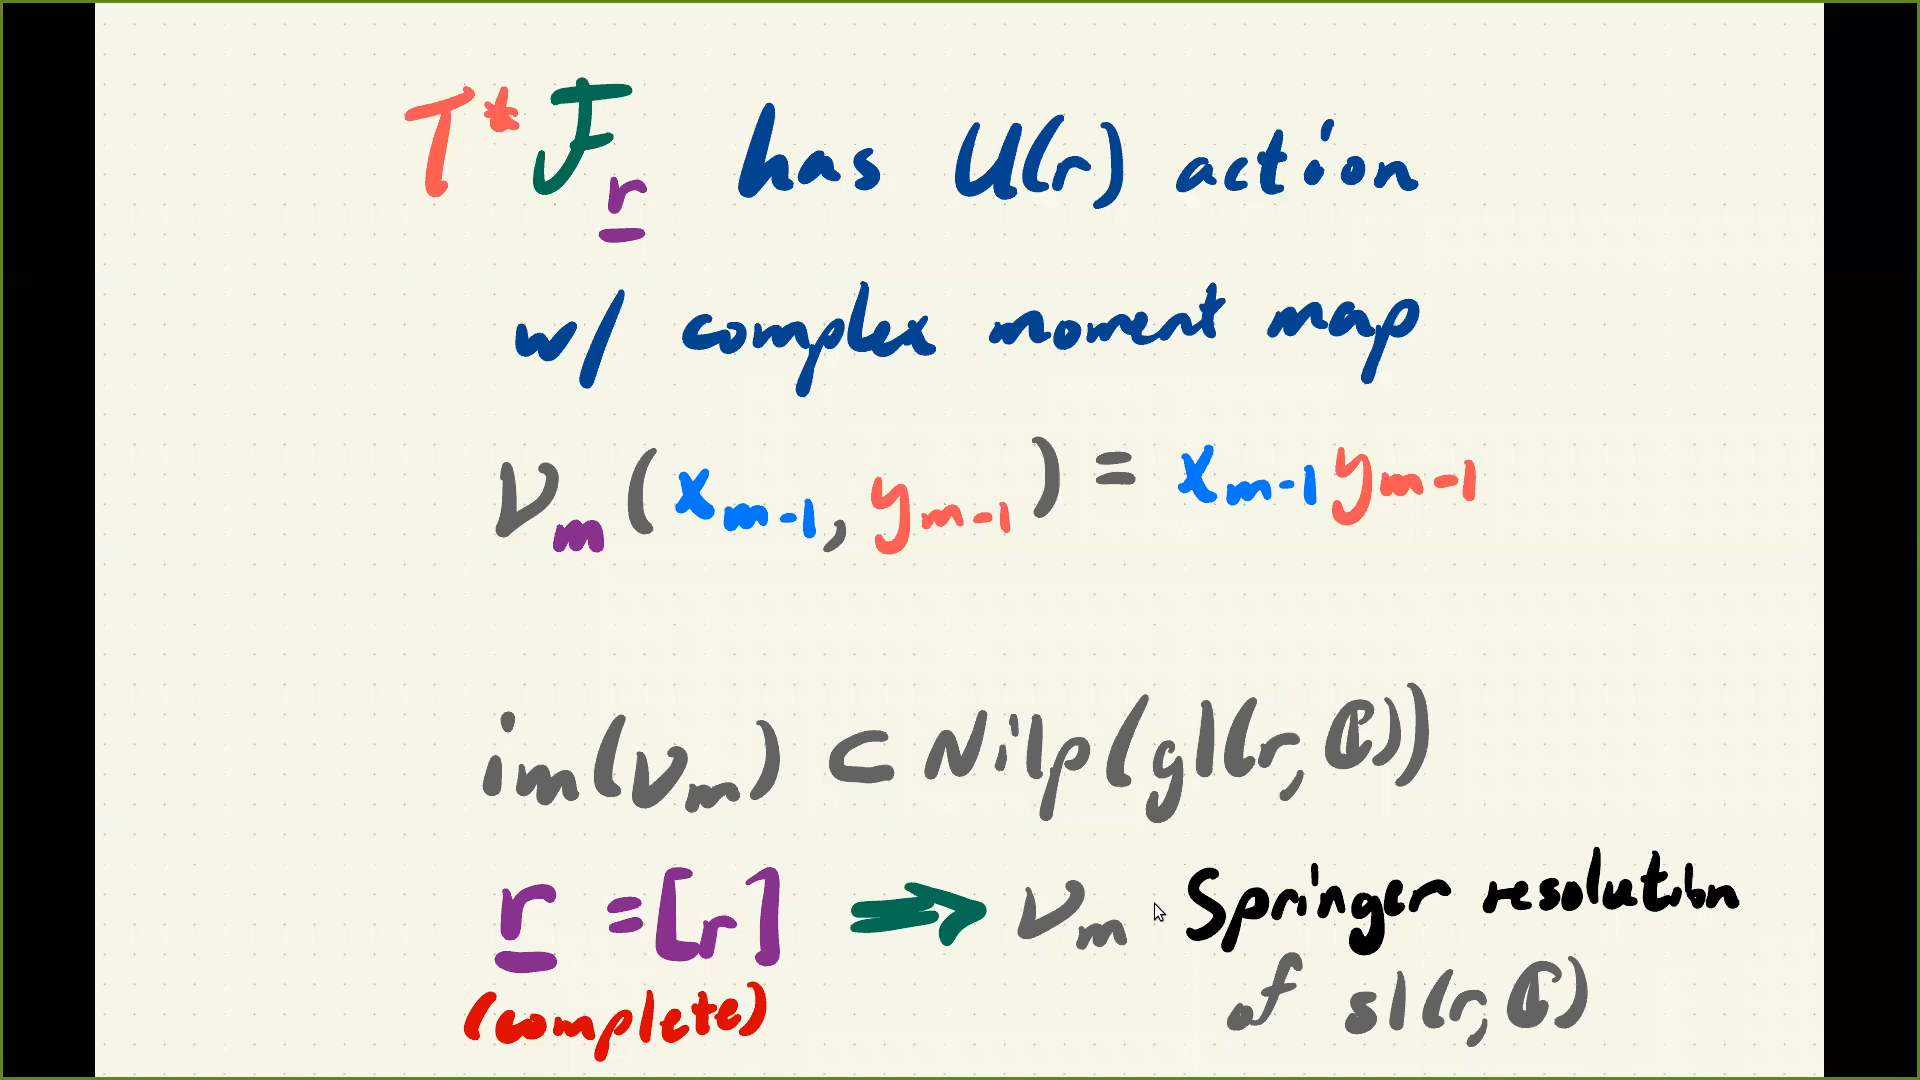 T* F_r has U(r) action
w/ complex moment map
ν_m (x_{m-1}, y_{m-1}) = x_{m-1} y_{m-1}
im(ν_m) ⊂ Nilp(gl(r, ℂ))
r = [r] ⇒ ν_m Springer resolution
(complete) of sl(r, ℂ)